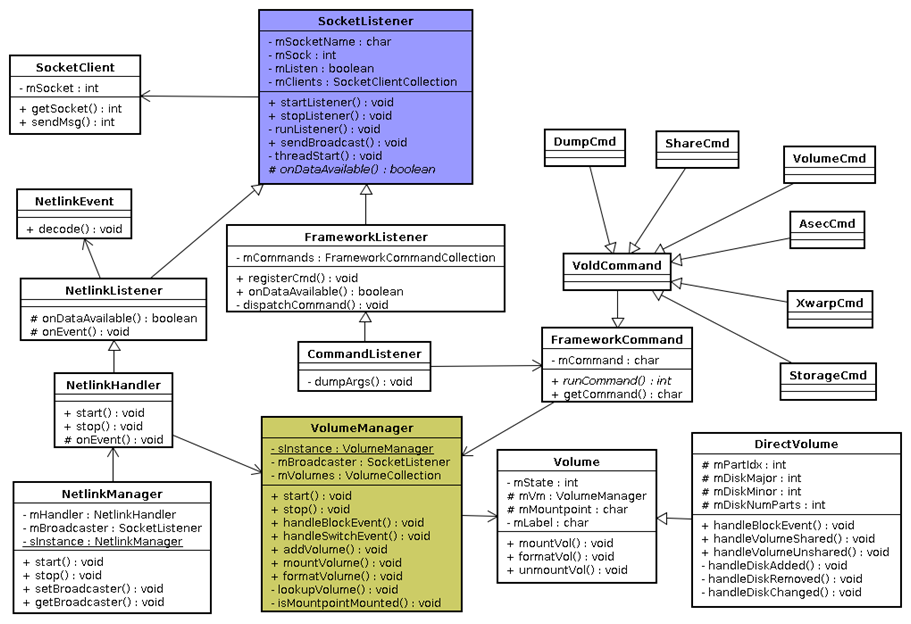 SocketListener
- mSocketName : char
- mSock : int
- mListen : boolean
- mClients : SocketClientCollection
+ startListener() : void
+ stopListener() : void
- runListener() : void
+ sendBroadcast() : void
- threadStart() : void
# onDataAvailable() : boolean
SocketClient
- mSocket : int
+ getSocket() : int
+ sendMsg() : int
NetlinkEvent
+ decode() : void
FrameworkListener
- mCommands : FrameworkCommandCollection
+ registerCmd() : void
+ onDataAvailable() : boolean
- dispatchCommand() : void
DumpCmd
ShareCmd
VolumeCmd
AsecCmd
VoldCommand
XwarpCmd
StorageCmd
NetlinkListener
# onDataAvailable() : boolean
# onEvent() : void
CommandListener
- dumpArgs() : void
FrameworkCommand
- mCommand : char
+ runCommand() : int
+ getCommand() : char
NetlinkHandler
+ start() : void
+ stop() : void
# onEvent() : void
VolumeManager
- sInstance : VolumeManager
- mBroadcaster : SocketListener
- mVolumes : VolumeCollection
+ start() : void
+ stop() : void
+ handleBlockEvent() : void
+ handleSwitchEvent() : void
+ addVolume() : void
+ mountVolume() : void
+ formatVolume() : void
- lookupVolume() : void
- isMountpointMounted() : void
NetlinkManager
- mHandler : NetlinkHandler
- mBroadcaster : SocketListener
- sInstance : NetlinkManager
+ start() : void
+ stop() : void
+ setBroadcaster() : void
+ getBroadcaster() : void
Volume
- mState : int
# mVm : VolumeManager
# mMountpoint : char
- mLabel : char
+ mountVol() : void
+ formatVol() : void
+ unmountVol() : void
DirectVolume
# mPartIdx : int
# mDiskMajor : int
# mDiskMinor : int
# mDiskNumParts : int
+ handleBlockEvent() : void
+ handleVolumeShared() : void
+ handleVolumeUnshared() : void
- handleDiskAdded() : void
- handleDiskRemoved() : void
- handleDiskChanged() : void